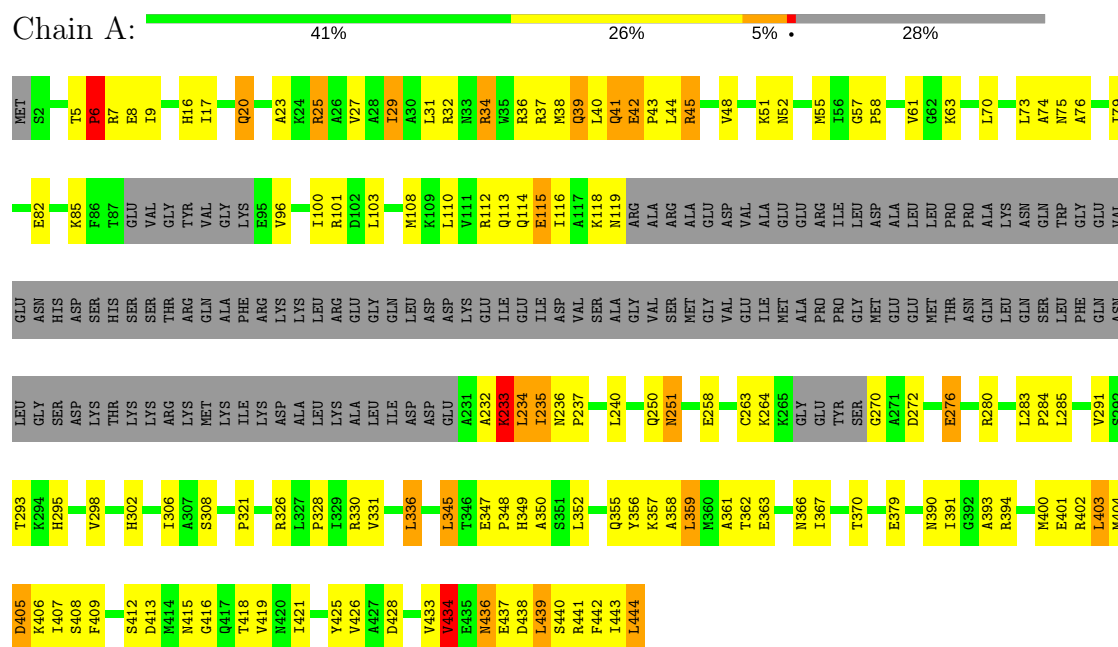 Chain A:
41% 26% 5% • 28%
MET S2 T5 P6 R7 E8 I9 H16 I17 Q20 A23 K24 R25 A26 V27 A28 I29 A30 L31 R32 N33 R34 W35 R36 R37 M38 Q39 L40 Q41 E42 P43 L44 R45 V48 K51 N52 M55 I56 G57 P58 V61 G62 K63 L70 L73 A74 N75 A76 I79
E82 K85 F86 T87 GLU VAL GLY TYR VAL GLY LYS E95 V96 I100 R101 D102 L103 M108 K109 L110 V111 R112 Q113 Q114 E115 I116 A117 K118 N119 ARG ALA ARG ALA GLU ASP VAL ALA GLU GLU ARG ILE LEU ASP ALA LEU LEU PRO PRO ALA LYS ASN GLN TRP GLY GLU VAL
GLU ASN HIS ASP SER HIS SER SER THR ARG GLN ALA PHE ARG LYS LYS LEU ARG GLU GLY GLN LEU ASP ASP LYS GLU ILE GLU ILE ASP VAL SER ALA GLY VAL SER MET GLY VAL GLU ILE MET ALA PRO PRO GLY MET GLU GLU MET THR ASN GLN LEU GLN SER LEU PHE GLN ASN
LEU GLY SER ASP LYS THR LYS LYS ARG LYS MET LYS ILE LYS ASP ALA LEU LYS ALA LEU ILE ASP ASP GLU A231 A232 K233 L234 I235 N236 P237 L240 Q250 N251 E258 C263 K264 K265 GLY GLU TYR SER G270 A271 D272 E276 R280 L283 P284 L285 V291 S292
T293 K294 H295 V298 H302 I306 A307 S308 P321 R326 L327 P328 I329 R330 V331 L336 L345 T346 E347 P348 H349 A350 S351 L352 Q355 Y356 K357 A358 L359 M360 A361 T362 E363 N366 I367 T370 E379 N390 I391 G392 A393 R394 M400 E401 R402 L403 M404
D405 K406 I407 S408 F409 S412 D413 M414 N415 G416 Q417 T418 V419 N420 I421 Y425 V426 A427 D428 V433 V434 E435 N436 E437 D438 L439 S440 R441 F442 I443 L444